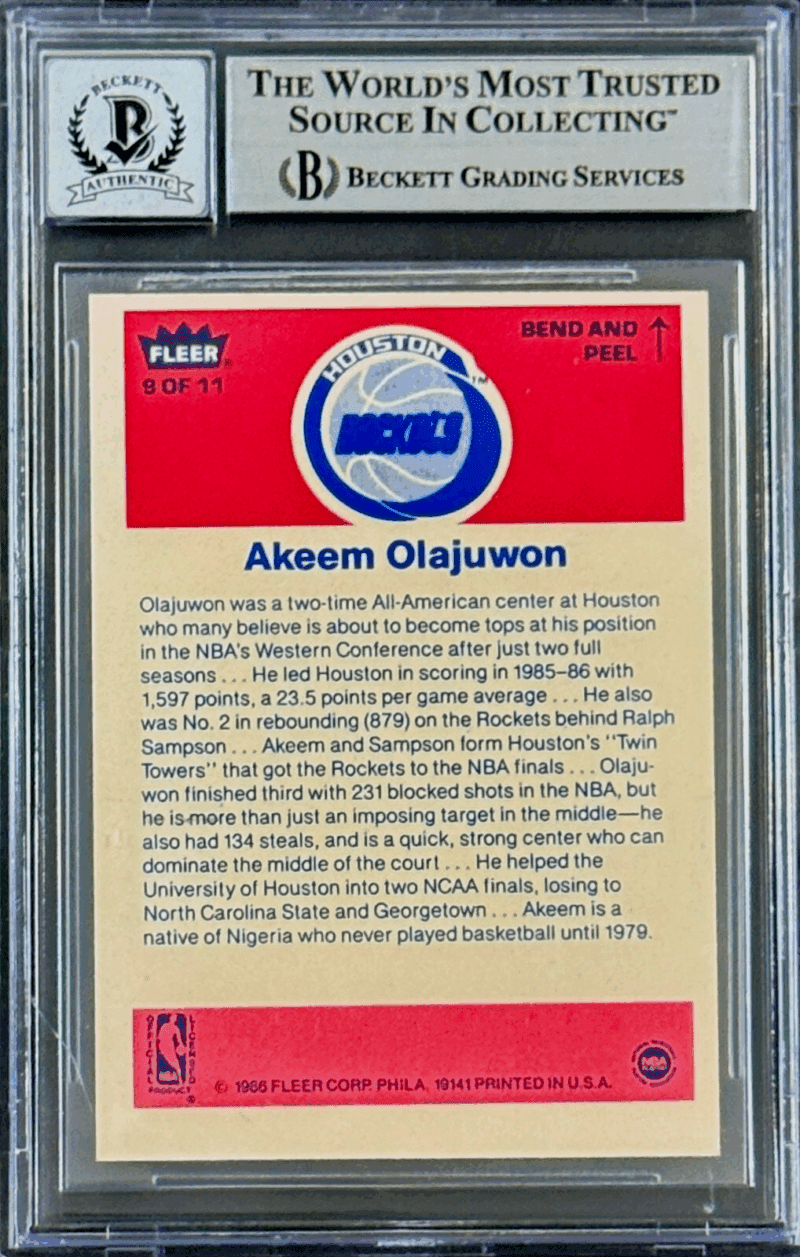 BECKETT
B
AUTHENTIC
THE WORLD'S MOST TRUSTED
SOURCE IN COLLECTING™
(B) BECKETT GRADING SERVICES
FLEER®
9 OF 11
HOUSTON
ROCKETS
TM
BEND AND
PEEL ↑
Akeem Olajuwon
Olajuwon was a two-time All-American center at Houston
who many believe is about to become tops at his position
in the NBA's Western Conference after just two full
seasons . . . He led Houston in scoring in 1985–86 with
1,597 points, a 23.5 points per game average . . . He also
was No. 2 in rebounding (879) on the Rockets behind Ralph
Sampson . . . Akeem and Sampson form Houston's "Twin
Towers" that got the Rockets to the NBA finals . . . Olaju-
won finished third with 231 blocked shots in the NBA, but
he is more than just an imposing target in the middle—he
also had 134 steals, and is a quick, strong center who can
dominate the middle of the court . . . He helped the
University of Houston into two NCAA finals, losing to
North Carolina State and Georgetown . . . Akeem is a
native of Nigeria who never played basketball until 1979.
OFFICIAL
LICENSED
NBA
PRODUCT
®
© 1986 FLEER CORP. PHILA. 19141 PRINTED IN U.S.A.
NBA